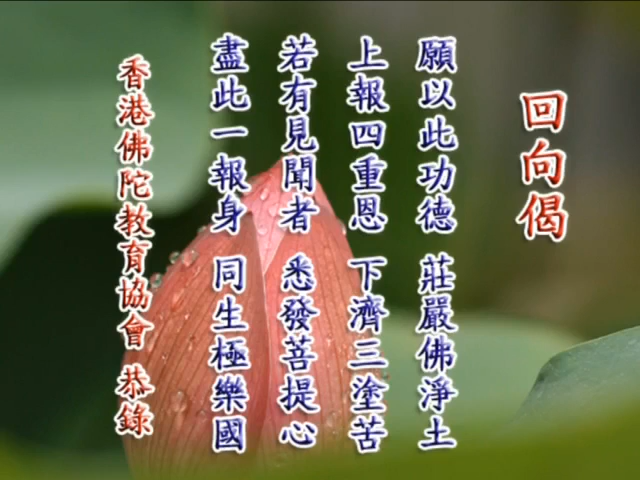 回向偈
願以此功德 莊嚴佛淨土
上報四重恩 下濟三塗苦
若有見聞者 悉發菩提心
盡此一報身 同生極樂國
香港佛陀教育協會 恭錄